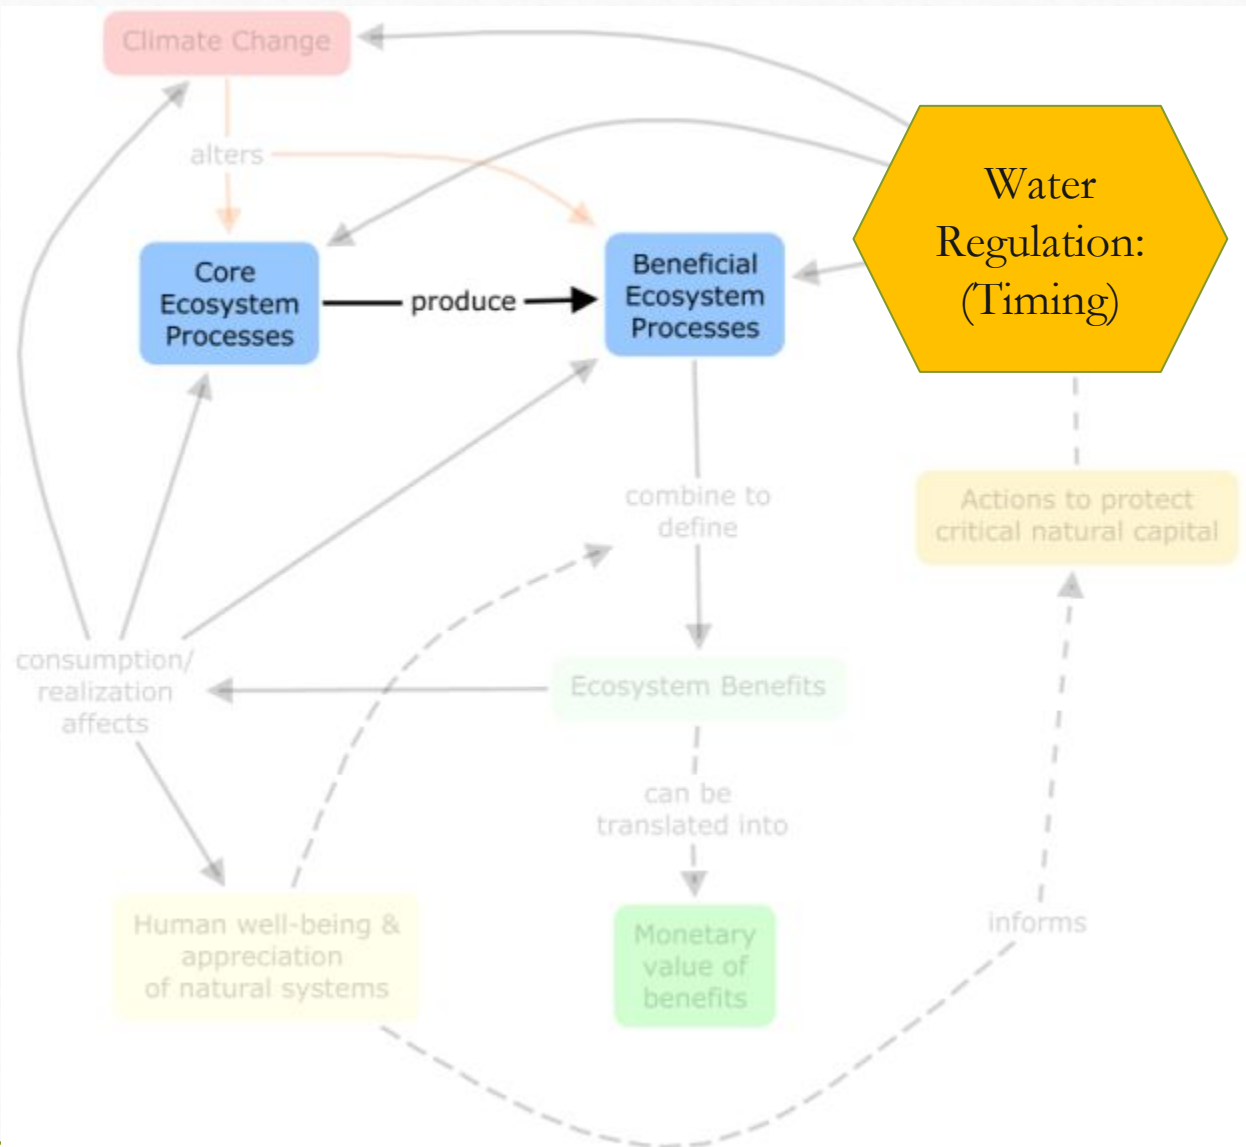 Climate Change
alters
Water
Regulation:
(Timing)
Core
Ecosystem
Processes
produce
Beneficial
Ecosystem
Processes
combine to
define
Actions to protect
critical natural capital
consumption/
realization
affects
Ecosystem Benefits
can be
translated into
Human well-being &
appreciation
of natural systems
Monetary
value of
benefits
informs